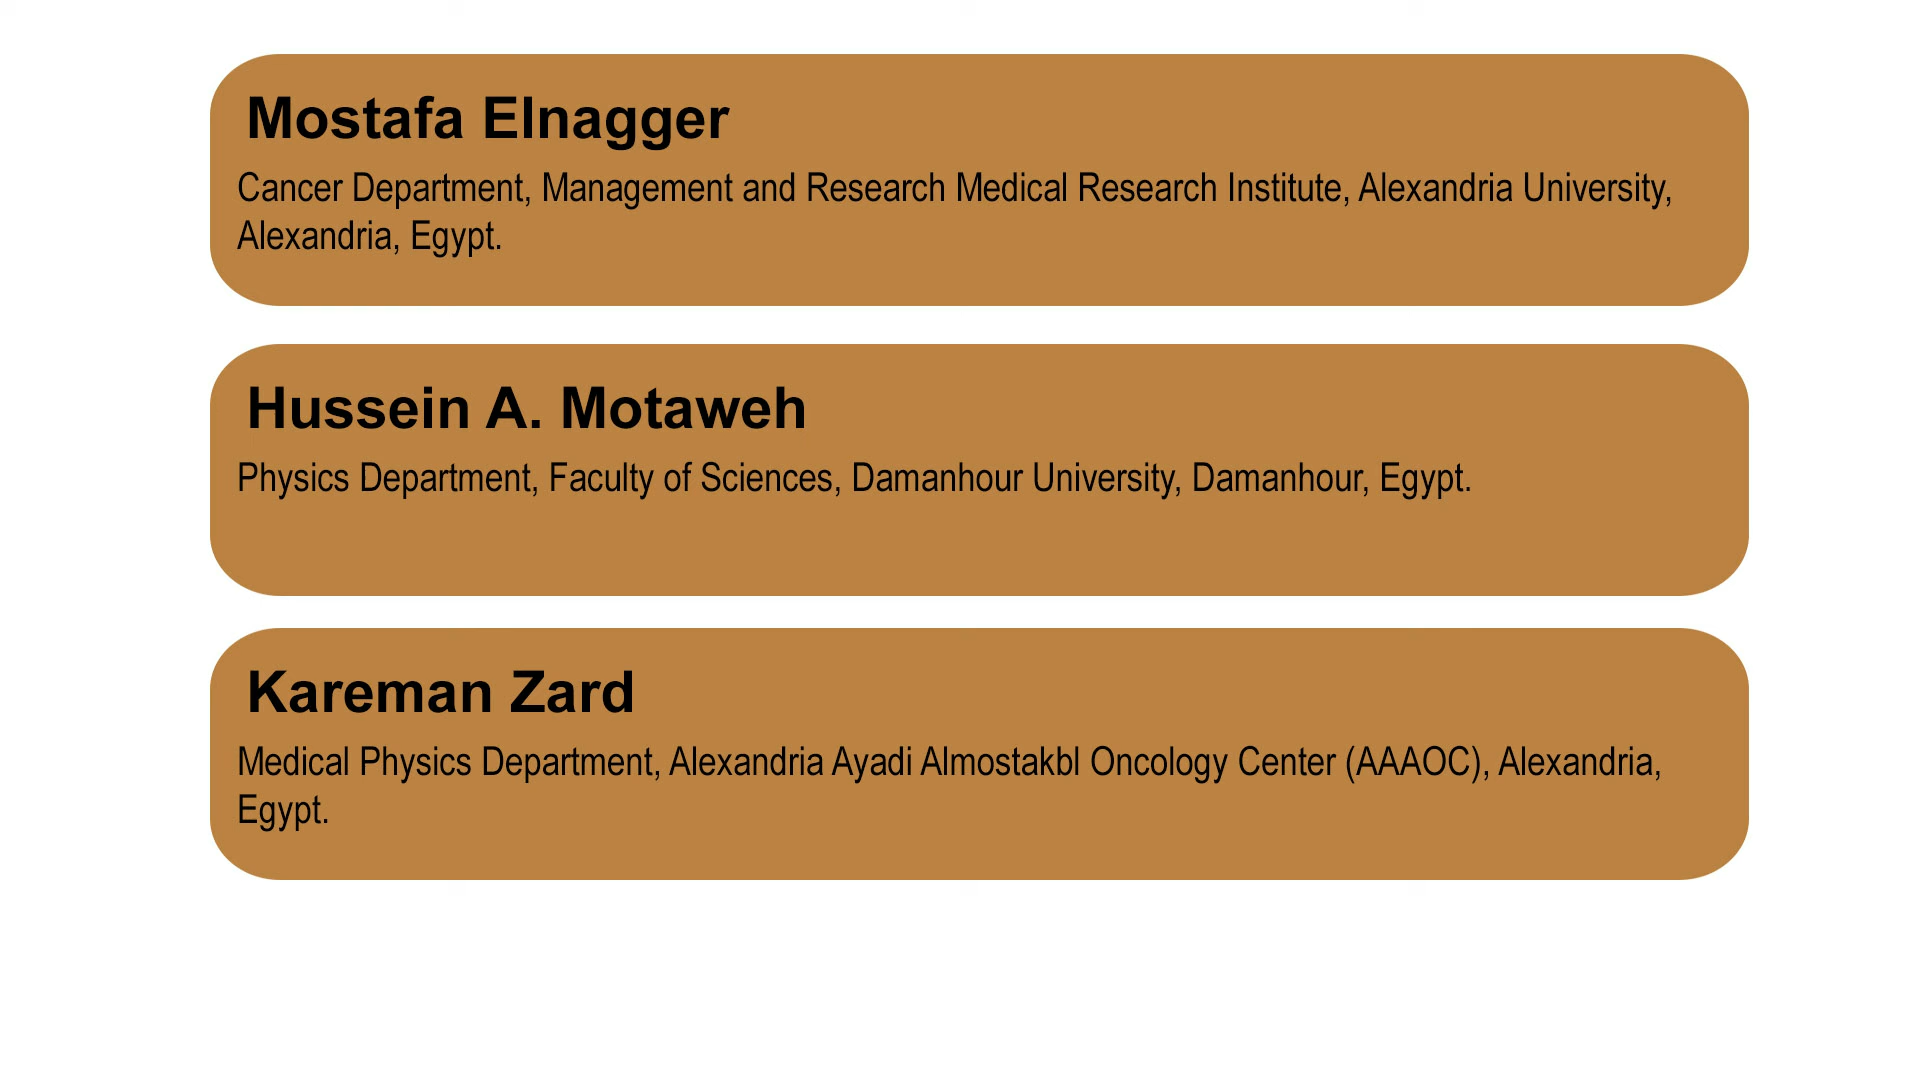 Mostafa Elnagger
Cancer Department, Management and Research Medical Research Institute, Alexandria University,
Alexandria, Egypt.
Hussein A. Motaweh
Physics Department, Faculty of Sciences, Damanhour University, Damanhour, Egypt.
Kareman Zard
Medical Physics Department, Alexandria Ayadi Almostakbl Oncology Center (AAAOC), Alexandria,
Egypt.